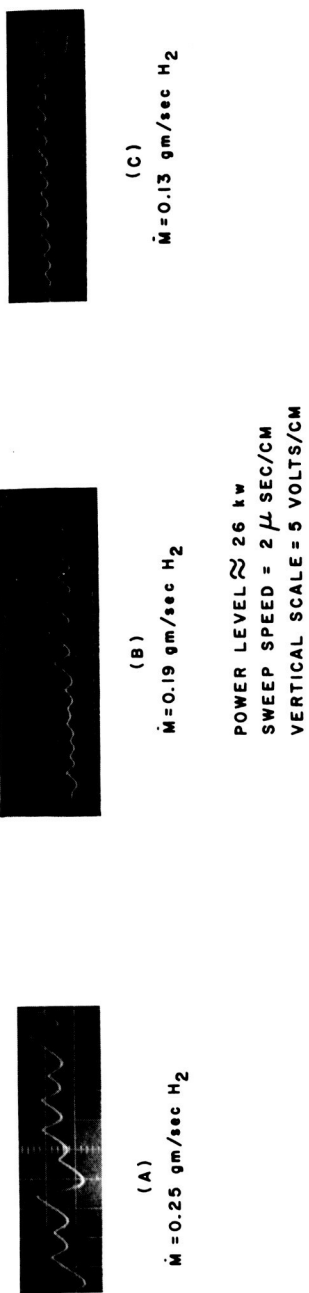 (A)
Ṁ = 0.25 gm/sec H₂
(B)
Ṁ = 0.19 gm/sec H₂
(C)
Ṁ = 0.13 gm/sec H₂
POWER LEVEL ≈ 26 kw
SWEEP SPEED = 2 μ SEC/CM
VERTICAL SCALE = 5 VOLTS/CM